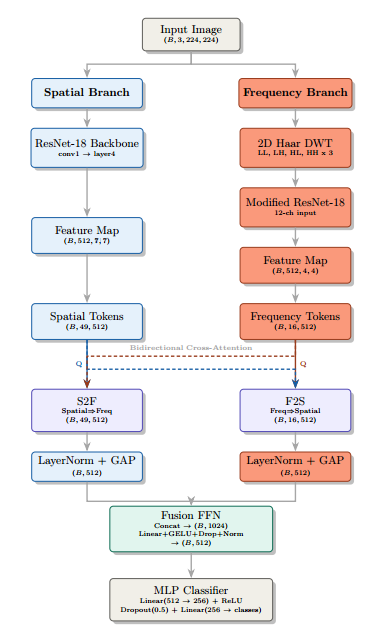 Input Image
(B, 3, 224, 224)
Spatial Branch
Frequency Branch
ResNet-18 Backbone
conv1 → layer4
2D Haar DWT
LL, LH, HL, HH x 3
Modified ResNet-18
12-ch input
Feature Map
(B, 512, 7, 7)
Feature Map
(B, 512, 4, 4)
Spatial Tokens
(B, 49, 512)
Frequency Tokens
(B, 16, 512)
Bidirectional Cross-Attention
Q
Q
S2F
Spatial⇒Freq
(B, 49, 512)
F2S
Freq⇒Spatial
(B, 16, 512)
LayerNorm + GAP
(B, 512)
LayerNorm + GAP
(B, 512)
Fusion FFN
Concat → (B, 1024)
Linear+GELU+Drop+Norm
→ (B, 512)
MLP Classifier
Linear(512 → 256) + ReLU
Dropout(0.5) + Linear(256 → classes)